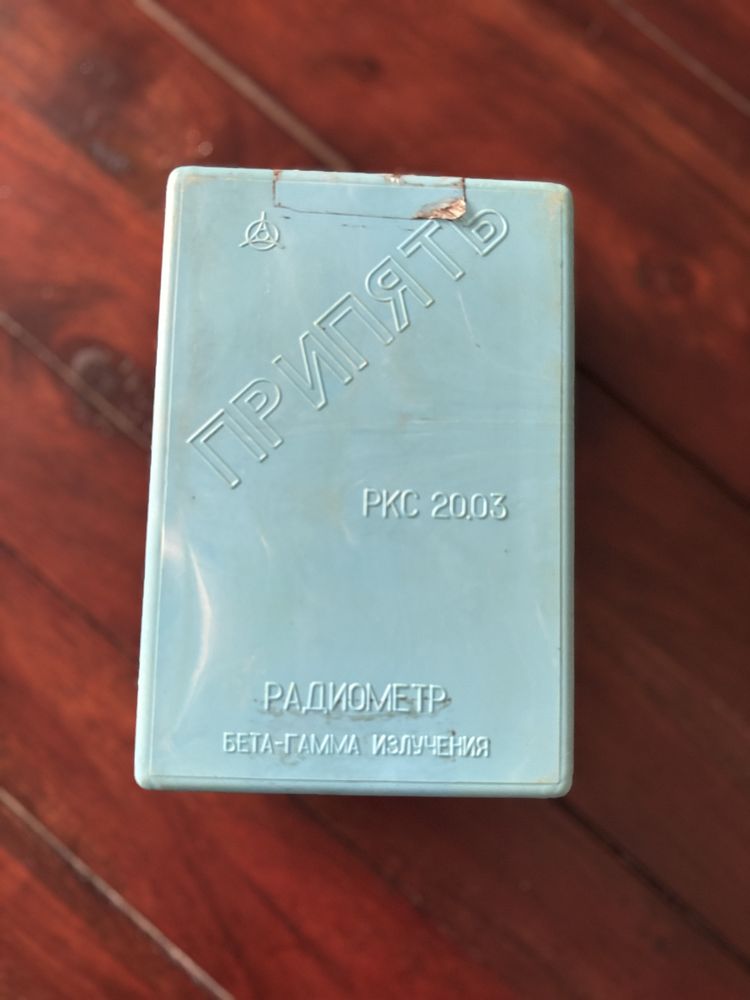 ПРИПЯТЬ
РКС 20.03
РАДИОМЕТР
БЕТА-ГАММА ИЗЛУЧЕНИЯ